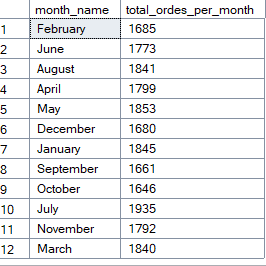 month_name total_ordes_per_month
1 February 1685
2 June 1773
3 August 1841
4 April 1799
5 May 1853
6 December 1680
7 January 1845
8 September 1661
9 October 1646
10 July 1935
11 November 1792
12 March 1840